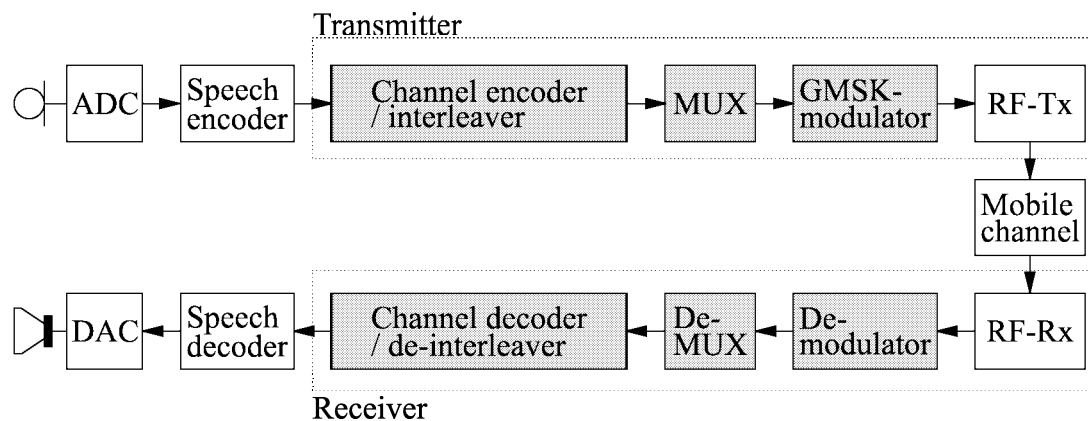 Transmitter
ADC
Speech
encoder
Channel encoder
/ interleaver
MUX
GMSK-
modulator
RF-Tx
Mobile
channel
DAC
Speech
decoder
Channel decoder
/ de-interleaver
De-
MUX
De-
modulator
RF-Rx
Receiver